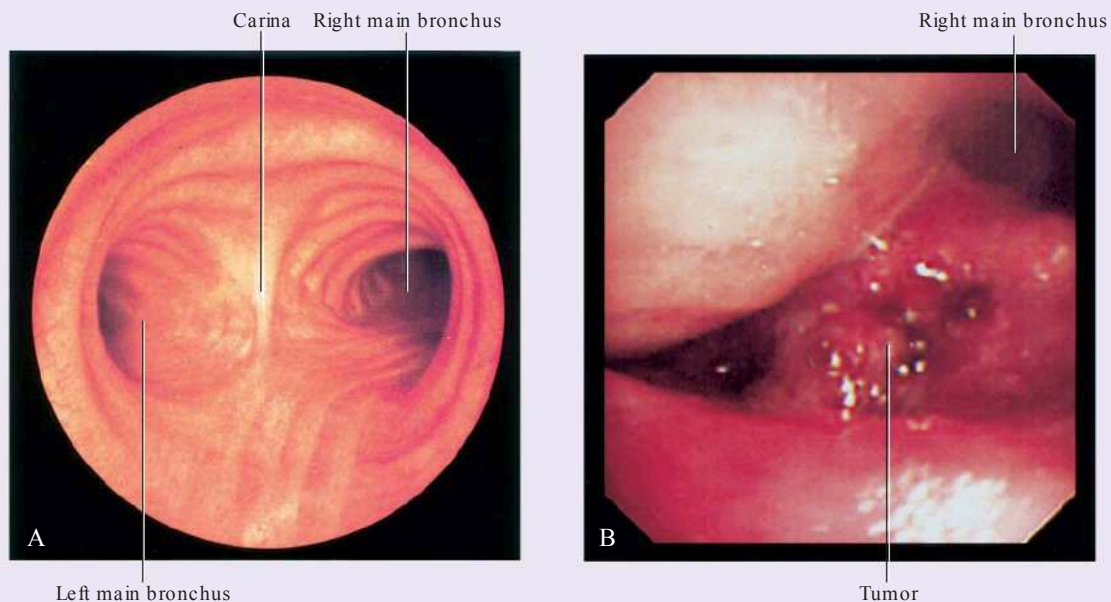 Carina
Right main bronchus
Right main bronchus
A
B
Left main bronchus
Tumor